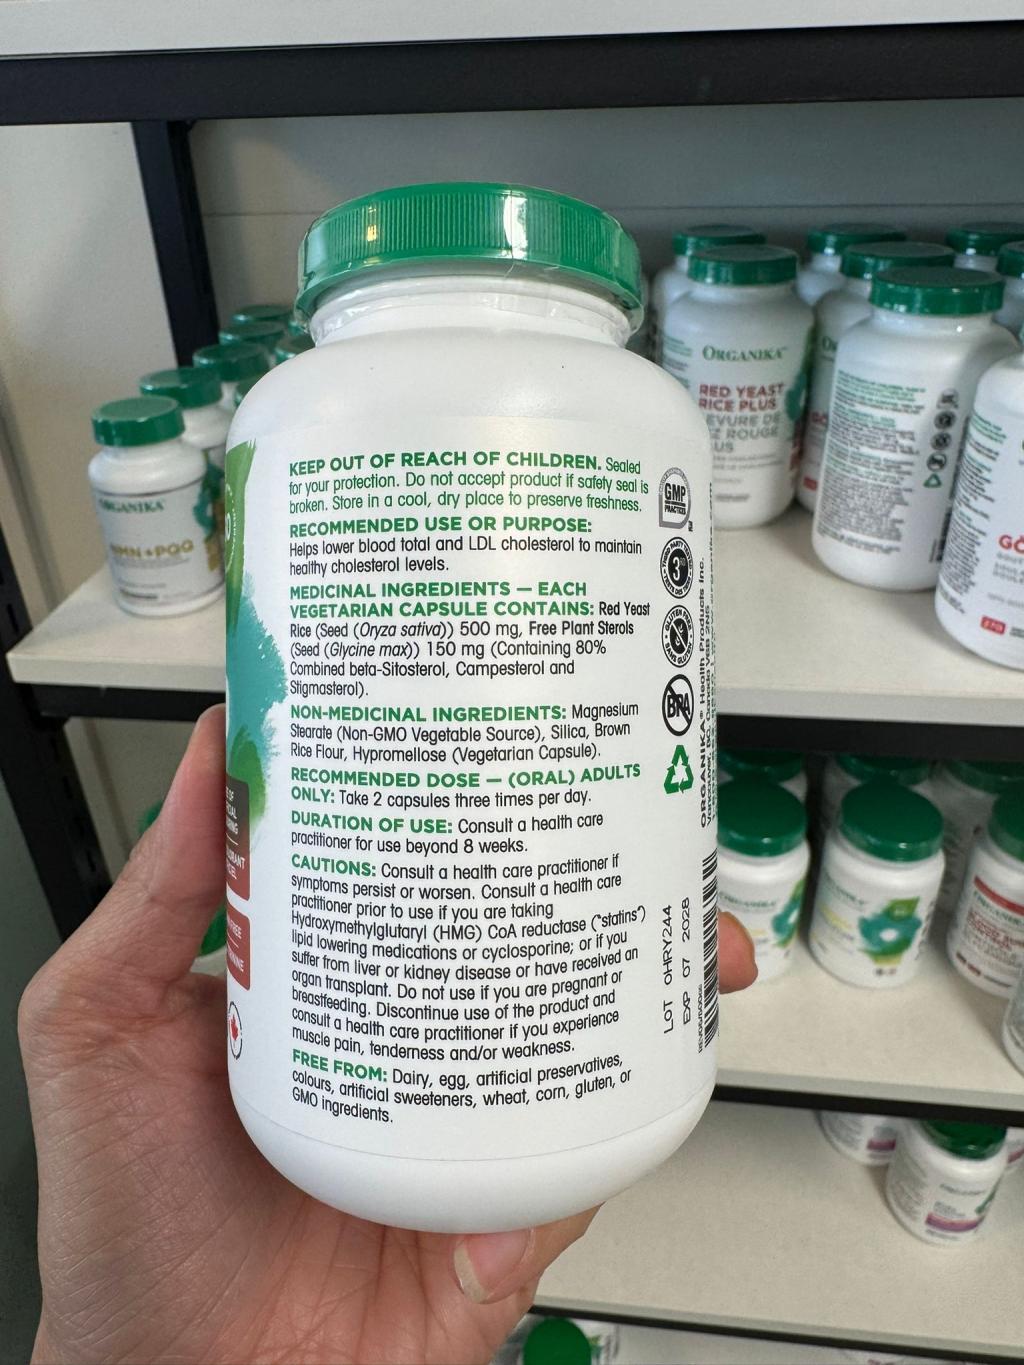 KEEP OUT OF REACH OF CHILDREN. Sealed
for your protection. Do not accept product if safety seal is
broken. Store in a cool, dry place to preserve freshness.
RECOMMENDED USE OR PURPOSE:
Helps lower blood total and LDL cholesterol to maintain
healthy cholesterol levels.
MEDICINAL INGREDIENTS — EACH
VEGETARIAN CAPSULE CONTAINS: Red Yeast
Rice (Seed (Oryza sativa)) 500 mg, Free Plant Sterols
(Seed (Glycine max)) 150 mg (Containing 80%
Combined beta-Sitosterol, Campesterol and
Stigmasterol).
NON-MEDICINAL INGREDIENTS: Magnesium
Stearate (Non-GMO Vegetable Source), Silica, Brown
Rice Flour, Hypromellose (Vegetarian Capsule).
RECOMMENDED DOSE — (ORAL) ADULTS
ONLY: Take 2 capsules three times per day.
DURATION OF USE: Consult a health care
practitioner for use beyond 8 weeks.
CAUTIONS: Consult a health care practitioner if
symptoms persist or worsen. Consult a health care
practitioner prior to use if you are taking
Hydroxymethylglutaryl (HMG) CoA reductase ("statins")
lipid lowering medications or cyclosporine; or if you
suffer from liver or kidney disease or have received an
organ transplant. Do not use if you are pregnant or
breastfeeding. Discontinue use of the product and
consult a health care practitioner if you experience
muscle pain, tenderness and/or weakness.
FREE FROM: Dairy, egg, artificial preservatives,
colours, artificial sweeteners, wheat, corn, gluten, or
GMO ingredients.
GMP
PRACTICES
3RD
BPA
ORGANIKA® Health Products Inc.
LOT 0HRY244
EXP 07 2028
ORGANIKA
RED YEAST
RICE PLUS
ROUGE
NMN+PQQ